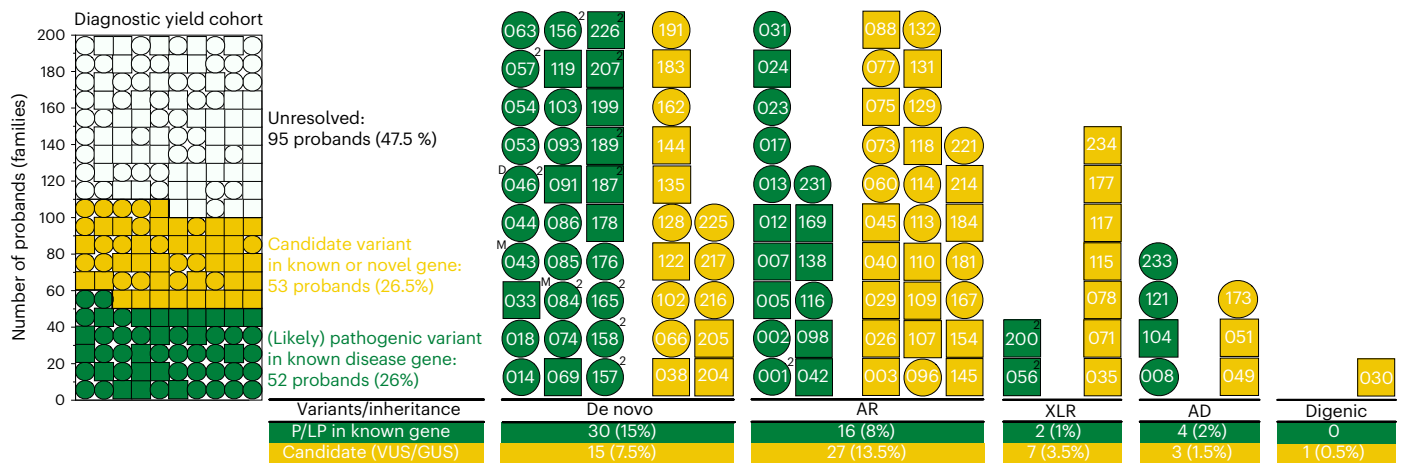 Diagnostic yield cohort
Number of probands (families)
200
180
160
140
120
100
80
60
40
20
0
Unresolved:
95 probands (47.5 %)
Candidate variant
in known or novel gene:
53 probands (26.5%)
(Likely) pathogenic variant
in known disease gene:
52 probands (26%)
063 156 2 226 2 191 031 088 132
057 2 119 207 2 183 024 077 131
054 103 199 162 023 075 129
053 093 189 2 144 017 073 118 221 234
D 046 2 091 187 2 135 013 231 060 114 214 177
044 086 178 128 225 012 169 045 113 184 117
M 043 085 176 122 217 007 138 040 110 181 115 233
033 M 084 2 165 2 102 216 005 116 029 109 167 078 121 173
018 074 158 2 066 205 002 098 026 107 154 200 2 071 104 051
014 069 157 2 038 204 001 2 042 003 096 145 056 2 035 008 049 030
Variants/inheritance De novo AR XLR AD Digenic
P/LP in known gene 30 (15%) 16 (8%) 2 (1%) 4 (2%) 0
Candidate (VUS/GUS) 15 (7.5%) 27 (13.5%) 7 (3.5%) 3 (1.5%) 1 (0.5%)